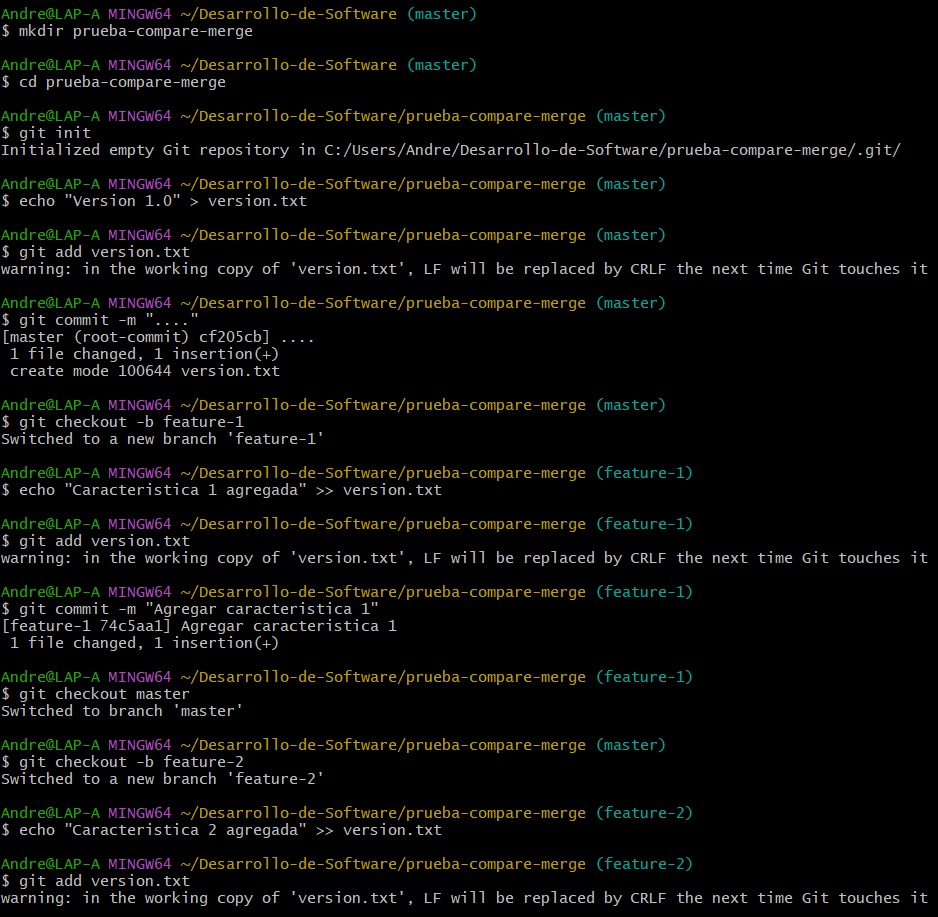 Andre@LAP-A MINGW64 ~/Desarrollo-de-Software (master)
$ mkdir prueba-compare-merge
Andre@LAP-A MINGW64 ~/Desarrollo-de-Software (master)
$ cd prueba-compare-merge
Andre@LAP-A MINGW64 ~/Desarrollo-de-Software/prueba-compare-merge (master)
$ git init
Initialized empty Git repository in C:/Users/Andre/Desarrollo-de-Software/prueba-compare-merge/.git/
Andre@LAP-A MINGW64 ~/Desarrollo-de-Software/prueba-compare-merge (master)
$ echo "Version 1.0" > version.txt
Andre@LAP-A MINGW64 ~/Desarrollo-de-Software/prueba-compare-merge (master)
$ git add version.txt
warning: in the working copy of 'version.txt', LF will be replaced by CRLF the next time Git touches it
Andre@LAP-A MINGW64 ~/Desarrollo-de-Software/prueba-compare-merge (master)
$ git commit -m "...."
[master (root-commit) cf205cb] ....
 1 file changed, 1 insertion(+)
 create mode 100644 version.txt
Andre@LAP-A MINGW64 ~/Desarrollo-de-Software/prueba-compare-merge (master)
$ git checkout -b feature-1
Switched to a new branch 'feature-1'
Andre@LAP-A MINGW64 ~/Desarrollo-de-Software/prueba-compare-merge (feature-1)
$ echo "Caracteristica 1 agregada" >> version.txt
Andre@LAP-A MINGW64 ~/Desarrollo-de-Software/prueba-compare-merge (feature-1)
$ git add version.txt
warning: in the working copy of 'version.txt', LF will be replaced by CRLF the next time Git touches it
Andre@LAP-A MINGW64 ~/Desarrollo-de-Software/prueba-compare-merge (feature-1)
$ git commit -m "Agregar caracteristica 1"
[feature-1 74c5aa1] Agregar caracteristica 1
 1 file changed, 1 insertion(+)
Andre@LAP-A MINGW64 ~/Desarrollo-de-Software/prueba-compare-merge (feature-1)
$ git checkout master
Switched to branch 'master'
Andre@LAP-A MINGW64 ~/Desarrollo-de-Software/prueba-compare-merge (master)
$ git checkout -b feature-2
Switched to a new branch 'feature-2'
Andre@LAP-A MINGW64 ~/Desarrollo-de-Software/prueba-compare-merge (feature-2)
$ echo "Caracteristica 2 agregada" >> version.txt
Andre@LAP-A MINGW64 ~/Desarrollo-de-Software/prueba-compare-merge (feature-2)
$ git add version.txt
warning: in the working copy of 'version.txt', LF will be replaced by CRLF the next time Git touches it